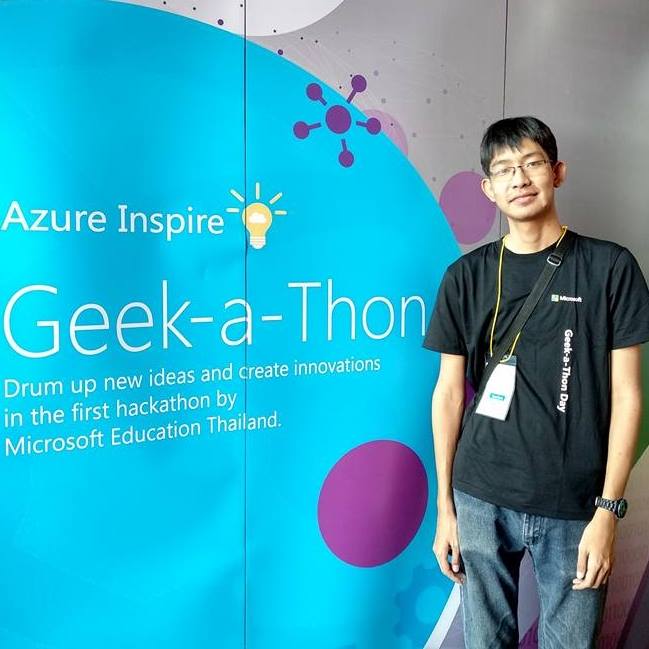 Azure Inspire
Geek-a-Thon
Drum up new ideas and create innovations
in the first hackathon by
Microsoft Education Thailand.
Microsoft
Geek-a-Thon Day